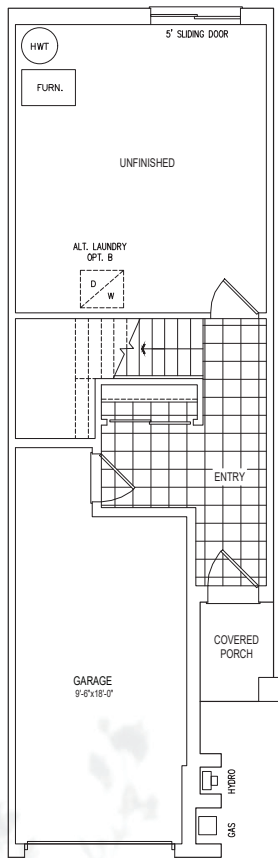 5' SLIDING DOOR
HWT
FURN.
UNFINISHED
ALT. LAUNDRY
OPT. B
D
W
ENTRY
COVERED
PORCH
GARAGE
9'-6"x18'-0"
HYDRO
GAS